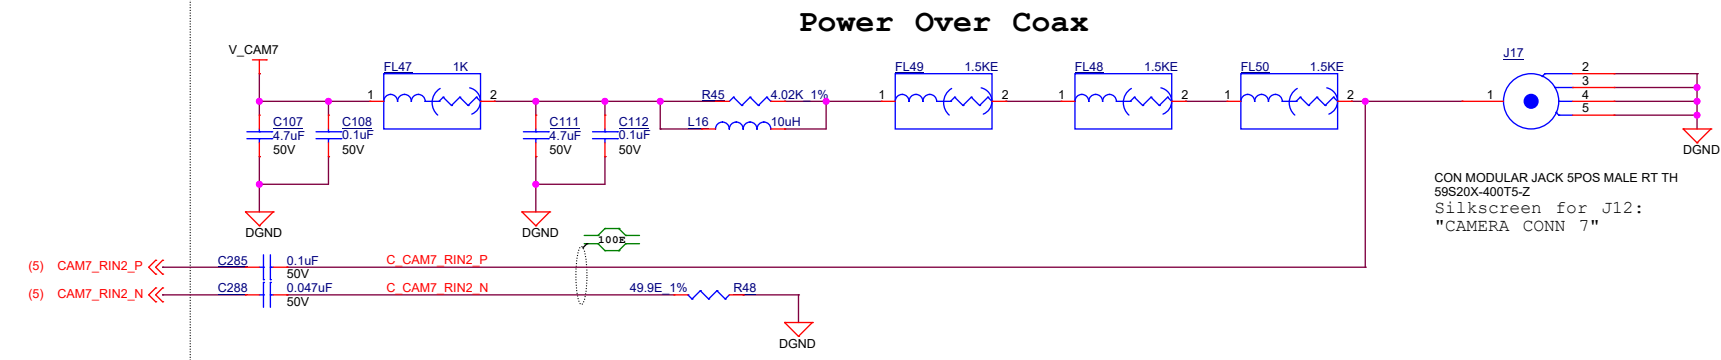 Power Over Coax
V_CAM7
FL47 1K
FL49 1.5KE
FL48 1.5KE
FL50 1.5KE
J17
1 2
R45 4.02K_1%
1 2
1 2
1 2
1
2
3
4
5
C107
4.7uF
50V
C108
0.1uF
50V
C111
4.7uF
50V
C112
0.1uF
50V
L16 10uH
DGND
DGND
DGND
CON MODULAR JACK 5POS MALE RT TH
59S20X-400T5-Z
Silkscreen for J12:
"CAMERA CONN 7"
100E
(5) CAM7_RIN2_P C285 0.1uF C_CAM7_RIN2_P
50V
(5) CAM7_RIN2_N C288 0.047uF C_CAM7_RIN2_N 49.9E_1% R48
50V
DGND